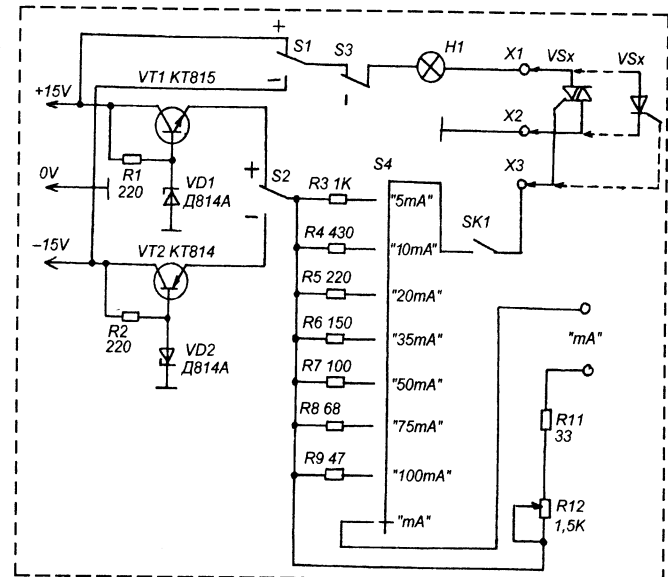 +
S1
S3
H1
X1
VSx
VSx
–
–
VT1 KT815
+15V
X2
R1
220
VD1
Д814A
0V
+
S2
–
S4
X3
R3 1K
"5mA"
SK1
–15V
VT2 KT814
R4 430
"10mA"
R5 220
"20mA"
R2
220
VD2
Д814A
R6 150
"35mA"
"mA"
R7 100
"50mA"
R8 68
"75mA"
R11
33
R9 47
"100mA"
R12
1,5K
"mA"